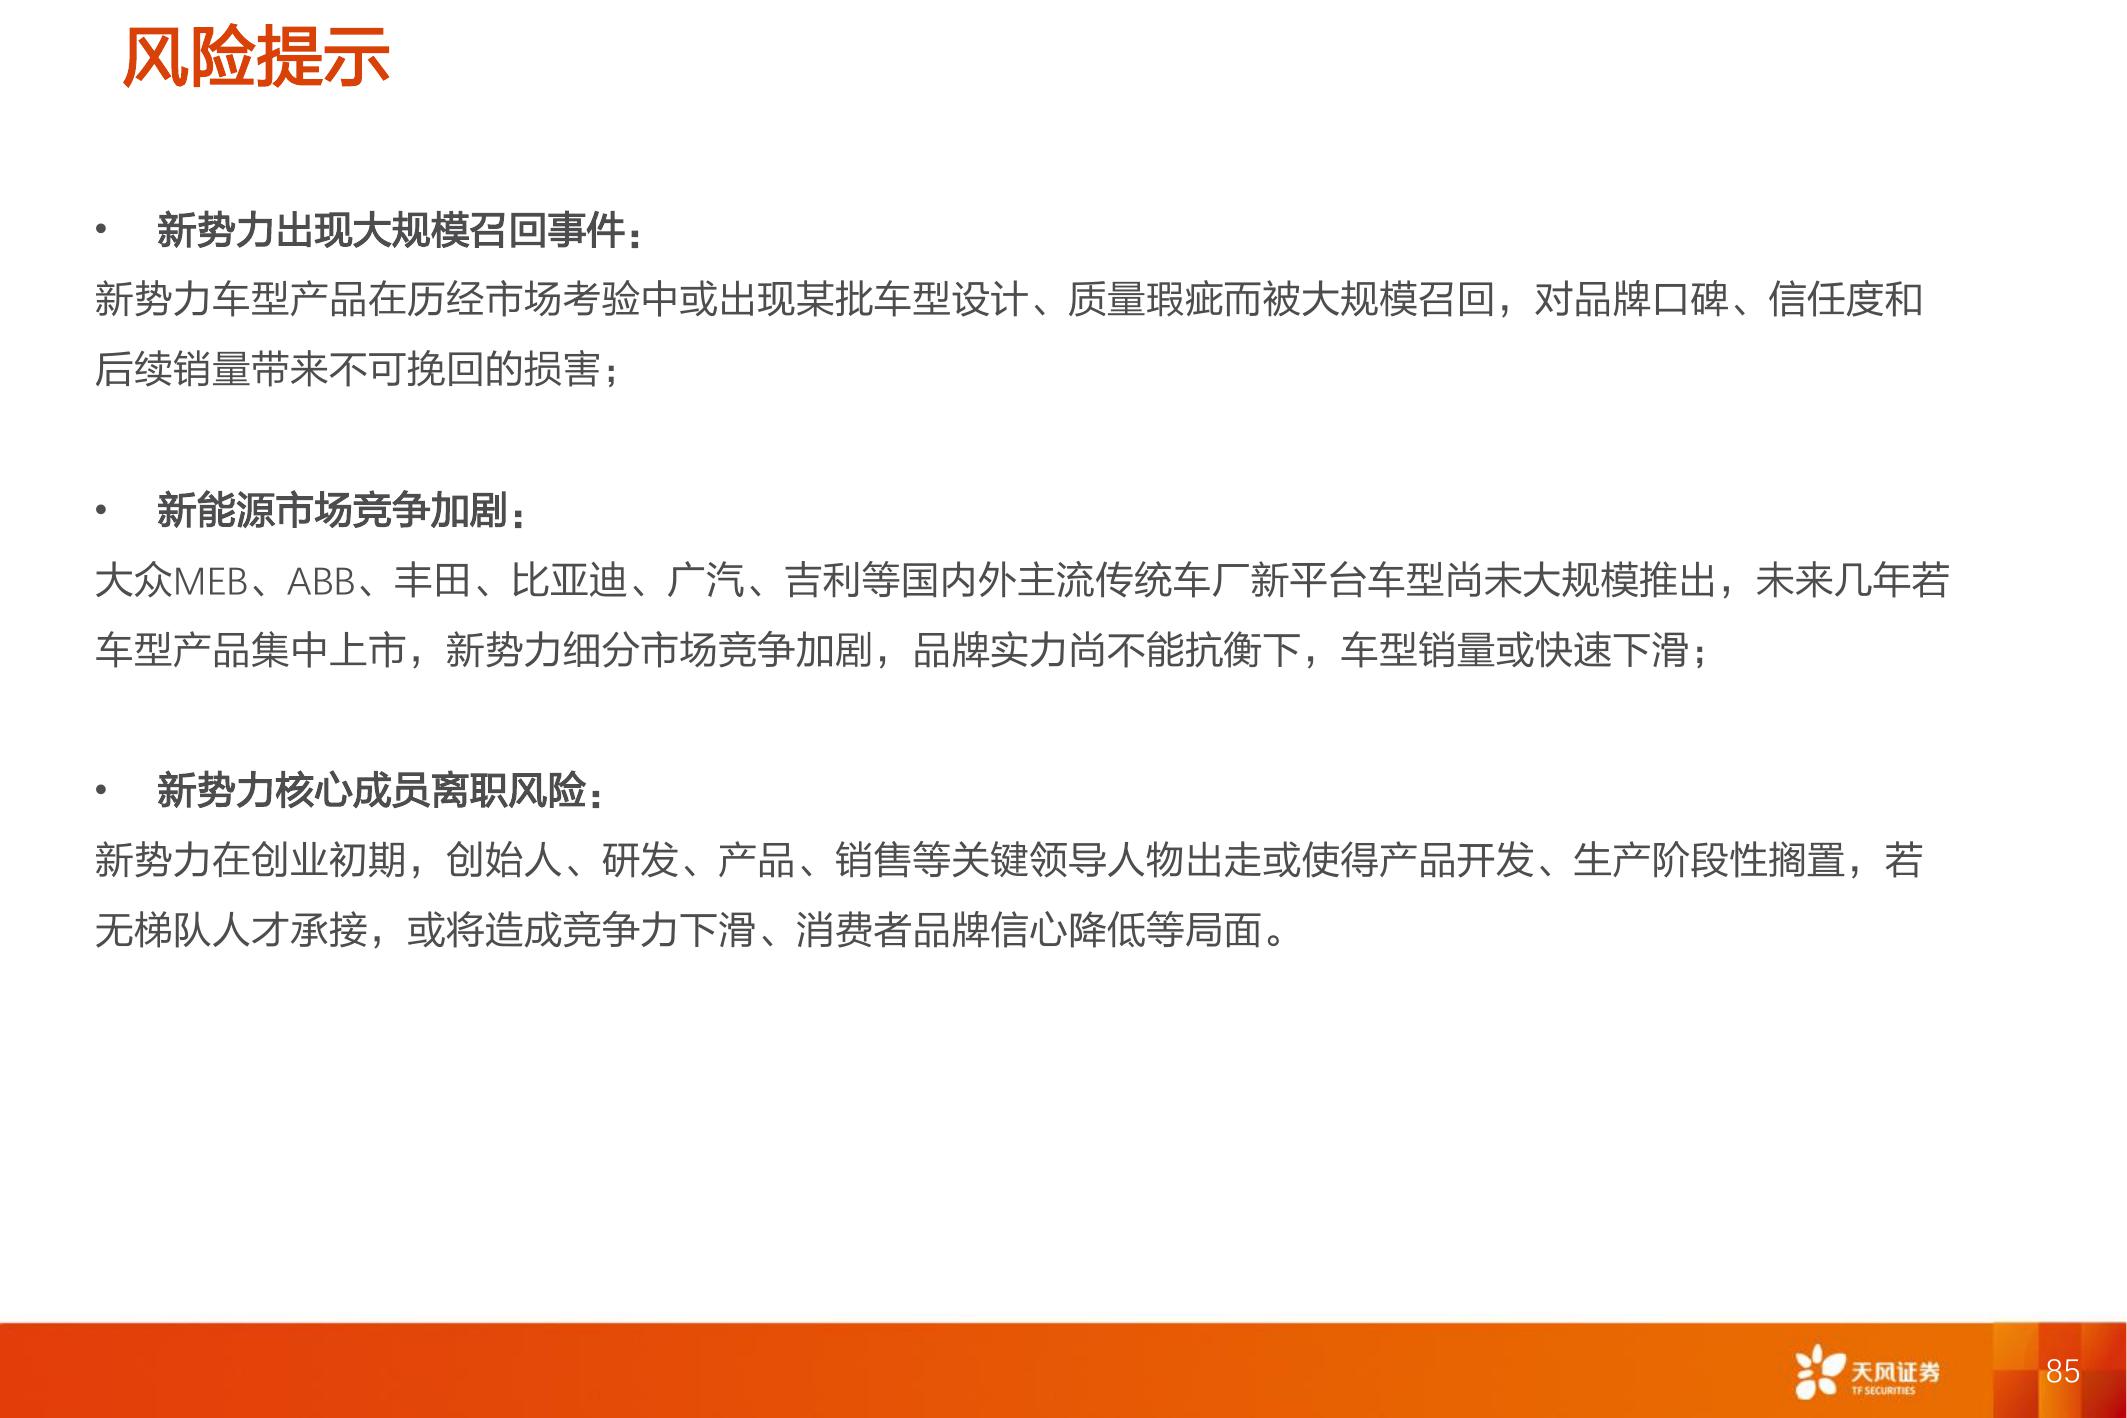 风险提示
• 新势力出现大规模召回事件：
新势力车型产品在历经市场考验中或出现某批车型设计、质量瑕疵而被大规模召回，对品牌口碑、信任度和
后续销量带来不可挽回的损害；
• 新能源市场竞争加剧：
大众MEB、ABB、丰田、比亚迪、广汽、吉利等国内外主流传统车厂新平台车型尚未大规模推出，未来几年若
车型产品集中上市，新势力细分市场竞争加剧，品牌实力尚不能抗衡下，车型销量或快速下滑；
• 新势力核心成员离职风险：
新势力在创业初期，创始人、研发、产品、销售等关键领导人物出走或使得产品开发、生产阶段性搁置，若
无梯队人才承接，或将造成竞争力下滑、消费者品牌信心降低等局面。
天风证券
TF SECURITIES
85